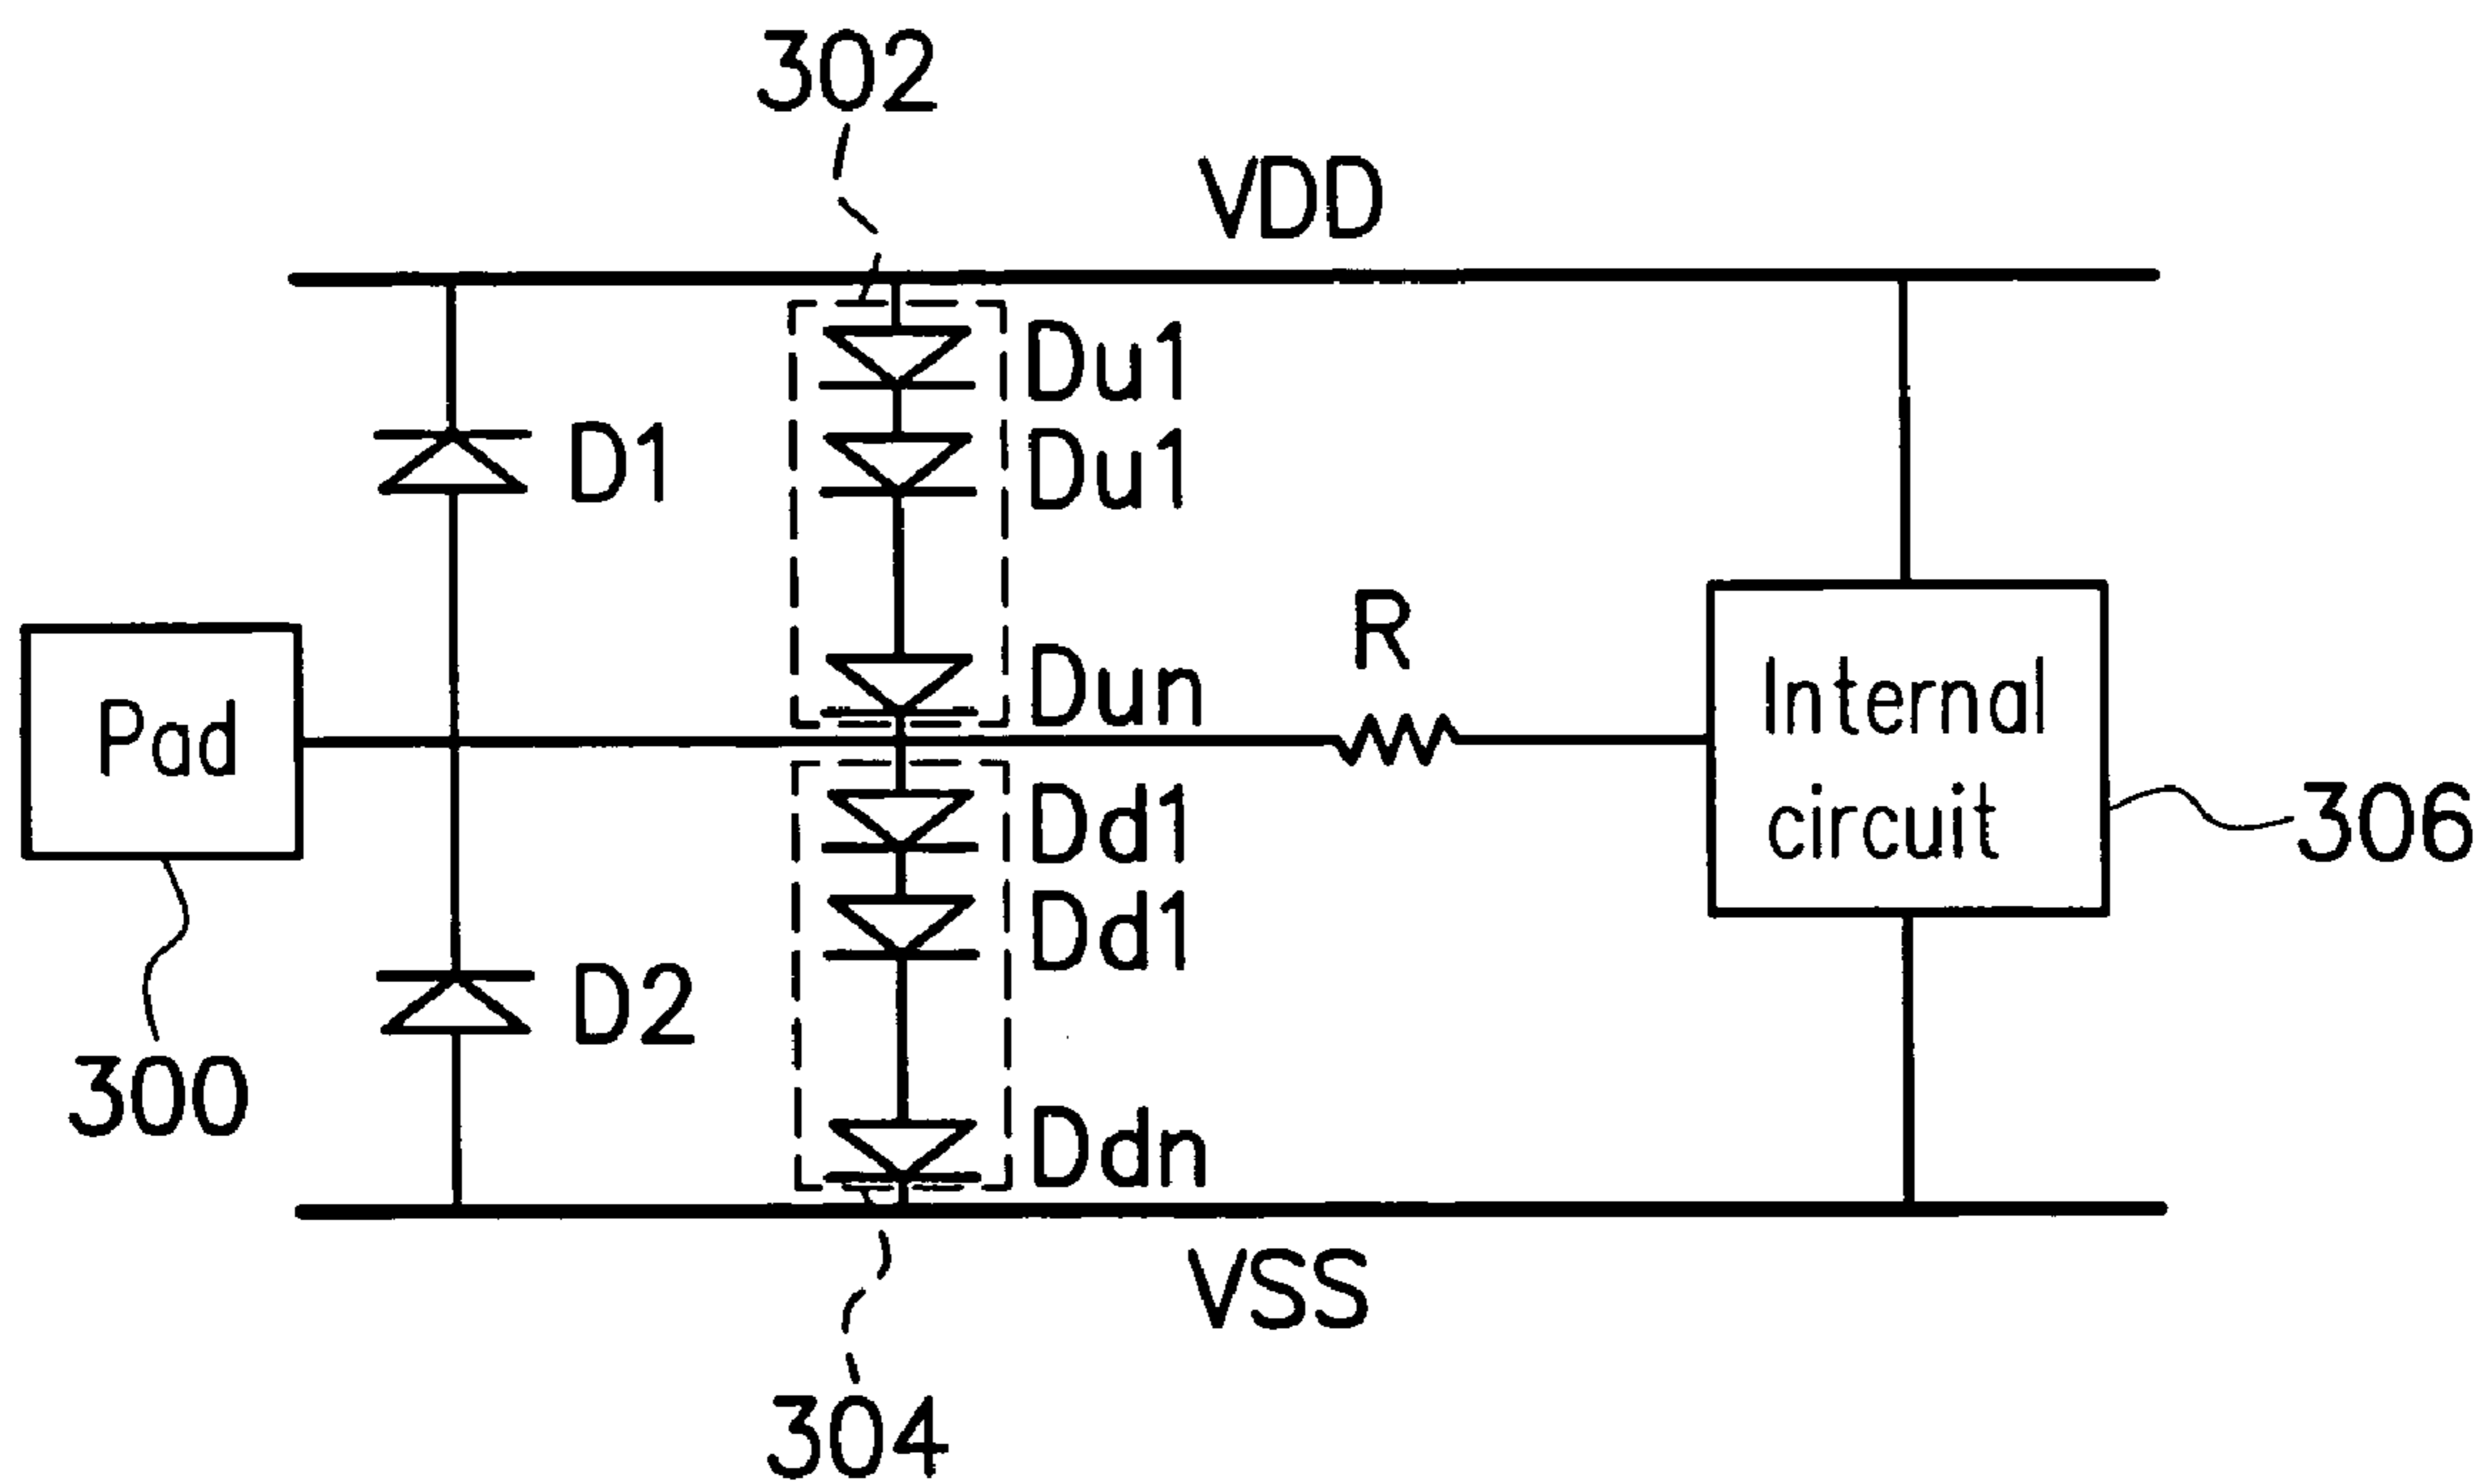 302
VDD
Du1
D1
Du1
R
Dun
Pad
Internal
circuit
Dd1
306
Dd1
D2
300
Ddn
VSS
304